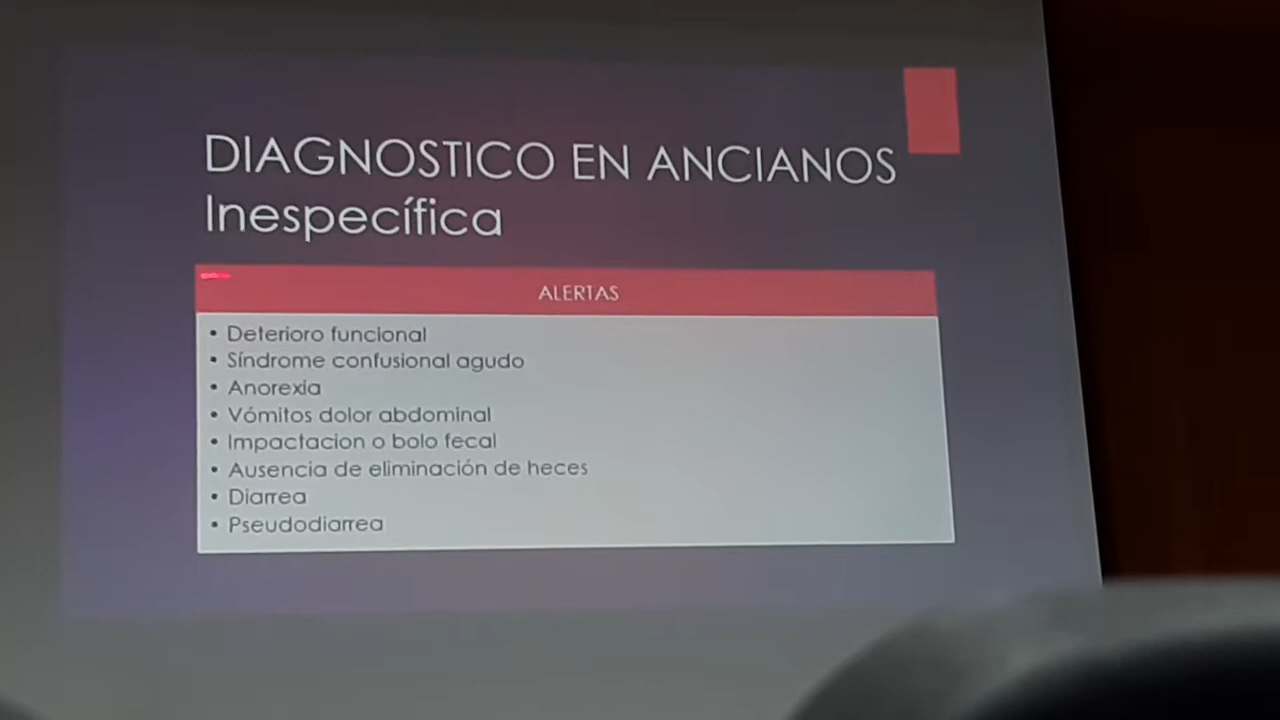 DIAGNOSTICO EN ANCIANOS
Inespecífica
ALERTAS
• Deterioro funcional
• Síndrome confusional agudo
• Anorexia
• Vómitos dolor abdominal
• Impactacion o bolo fecal
• Ausencia de eliminación de heces
• Diarrea
• Pseudodiarrea